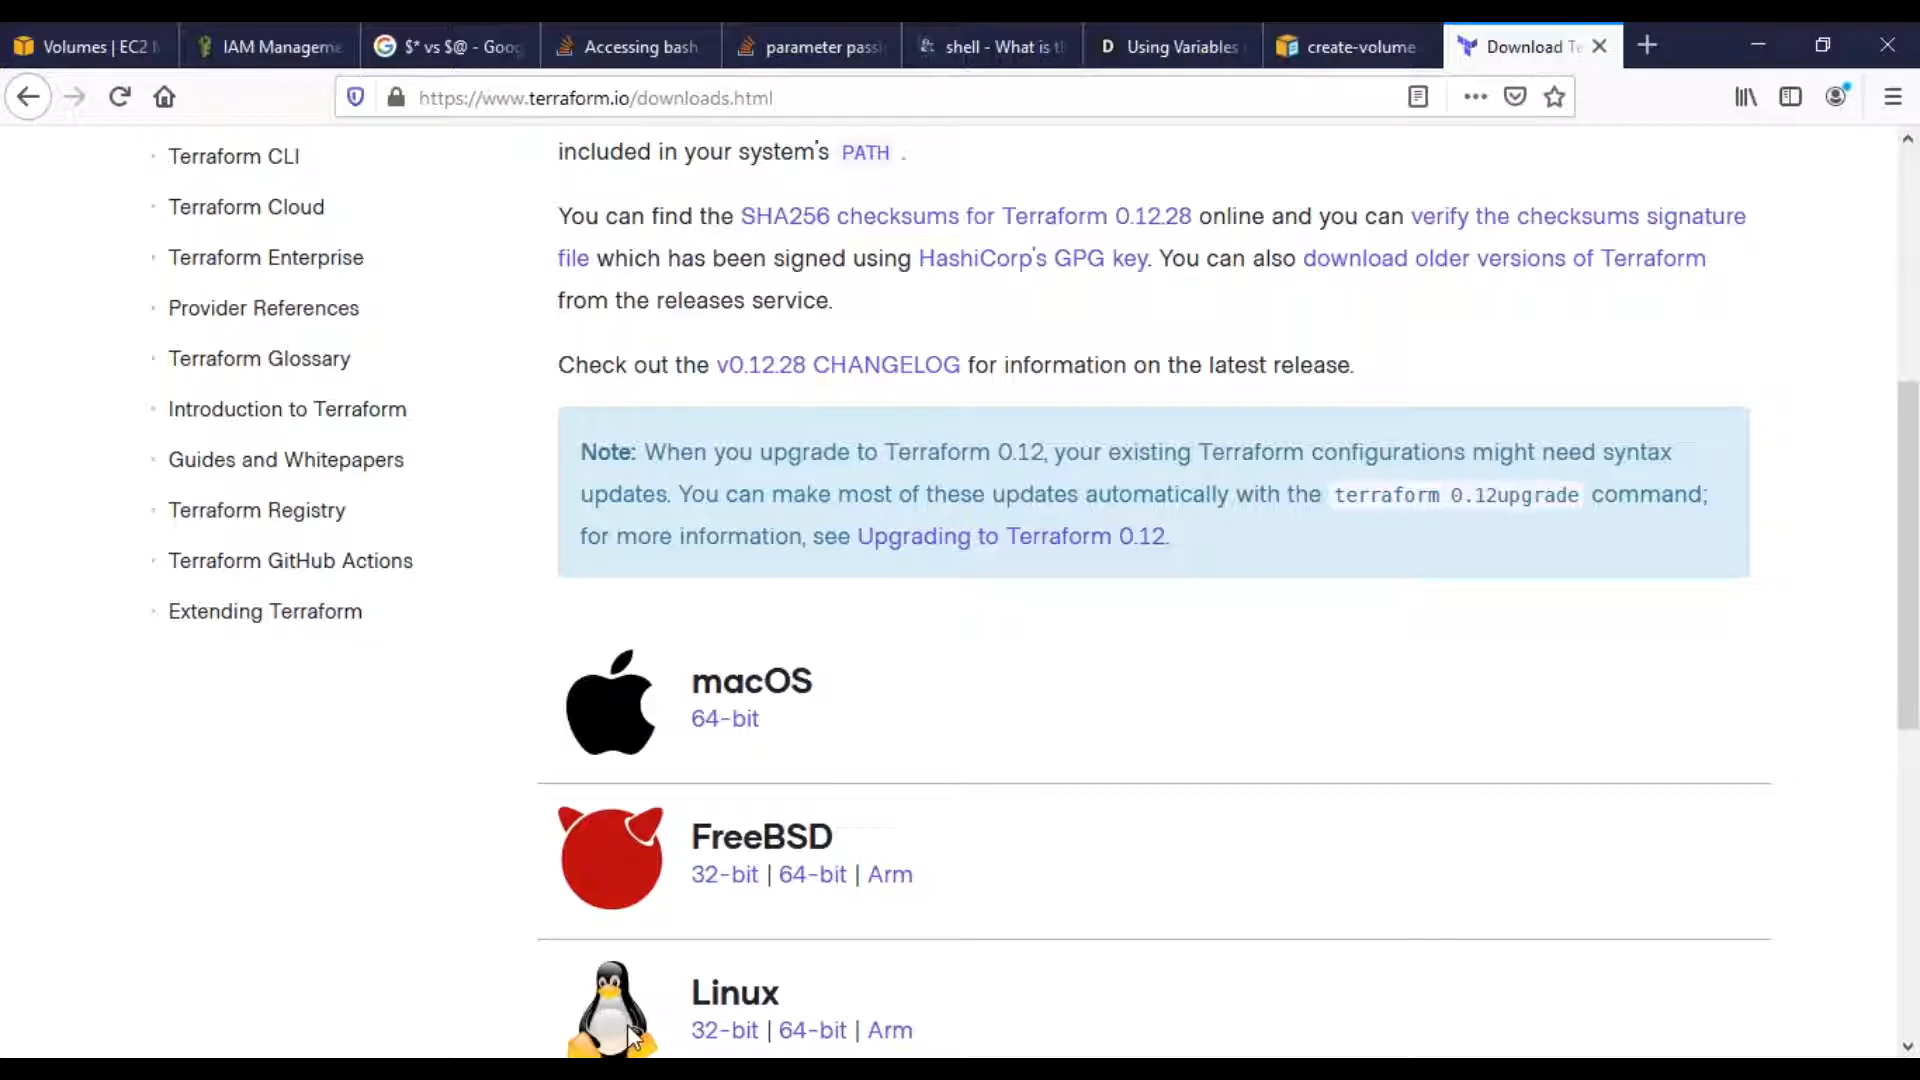 Volumes | EC2
IAM Manageme
$* vs $@ - Goo
Accessing bash
parameter passi
shell - What is t
Using Variables
create-volume
Download Te
https://www.terraform.io/downloads.html
Terraform CLI
Terraform Cloud
Terraform Enterprise
Provider References
Terraform Glossary
Introduction to Terraform
Guides and Whitepapers
Terraform Registry
Terraform GitHub Actions
Extending Terraform
included in your system's PATH .
You can find the SHA256 checksums for Terraform 0.12.28 online and you can verify the checksums signature
file which has been signed using HashiCorp's GPG key. You can also download older versions of Terraform
from the releases service.
Check out the v0.12.28 CHANGELOG for information on the latest release.
Note: When you upgrade to Terraform 0.12, your existing Terraform configurations might need syntax
updates. You can make most of these updates automatically with the terraform 0.12upgrade command;
for more information, see Upgrading to Terraform 0.12.
macOS
64-bit
FreeBSD
32-bit | 64-bit | Arm
Linux
32-bit | 64-bit | Arm